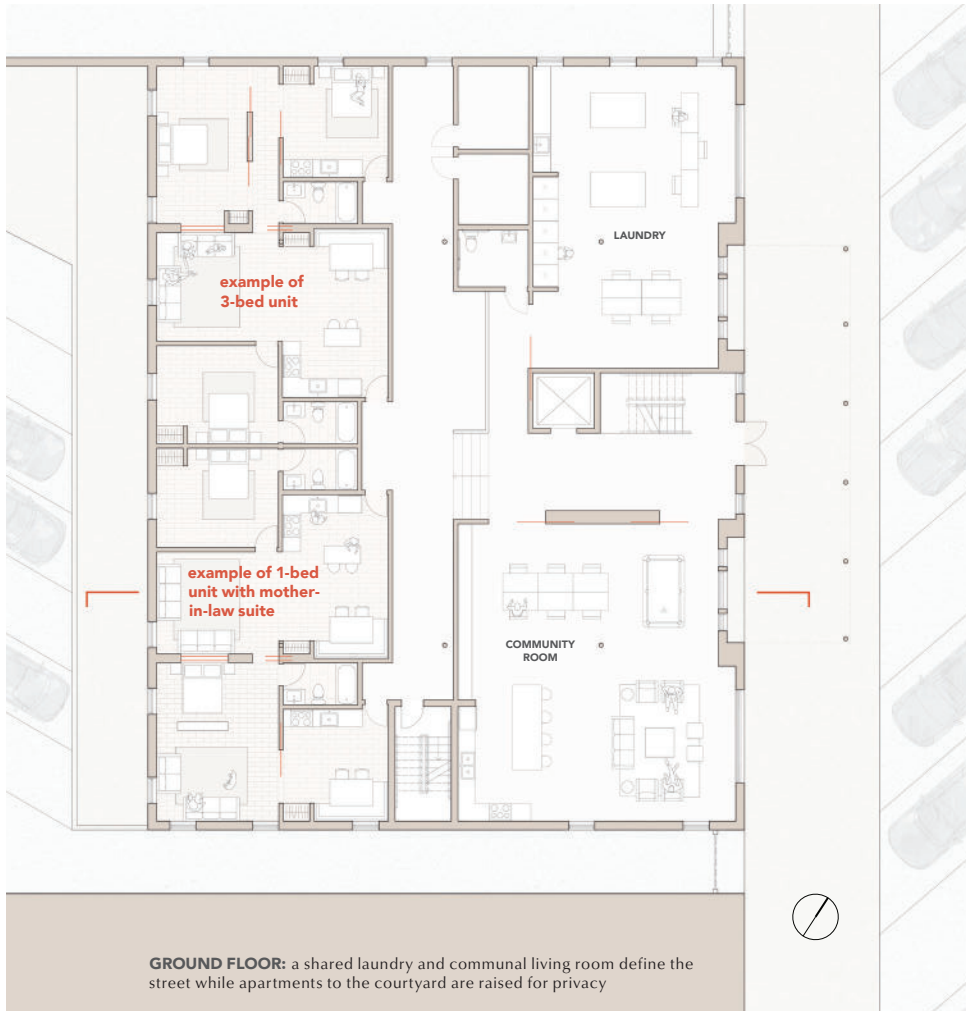 LAUNDRY
example of
3-bed unit
example of 1-bed
unit with mother-
in-law suite
COMMUNITY
ROOM
GROUND FLOOR: a shared laundry and communal living room define the
street while apartments to the courtyard are raised for privacy